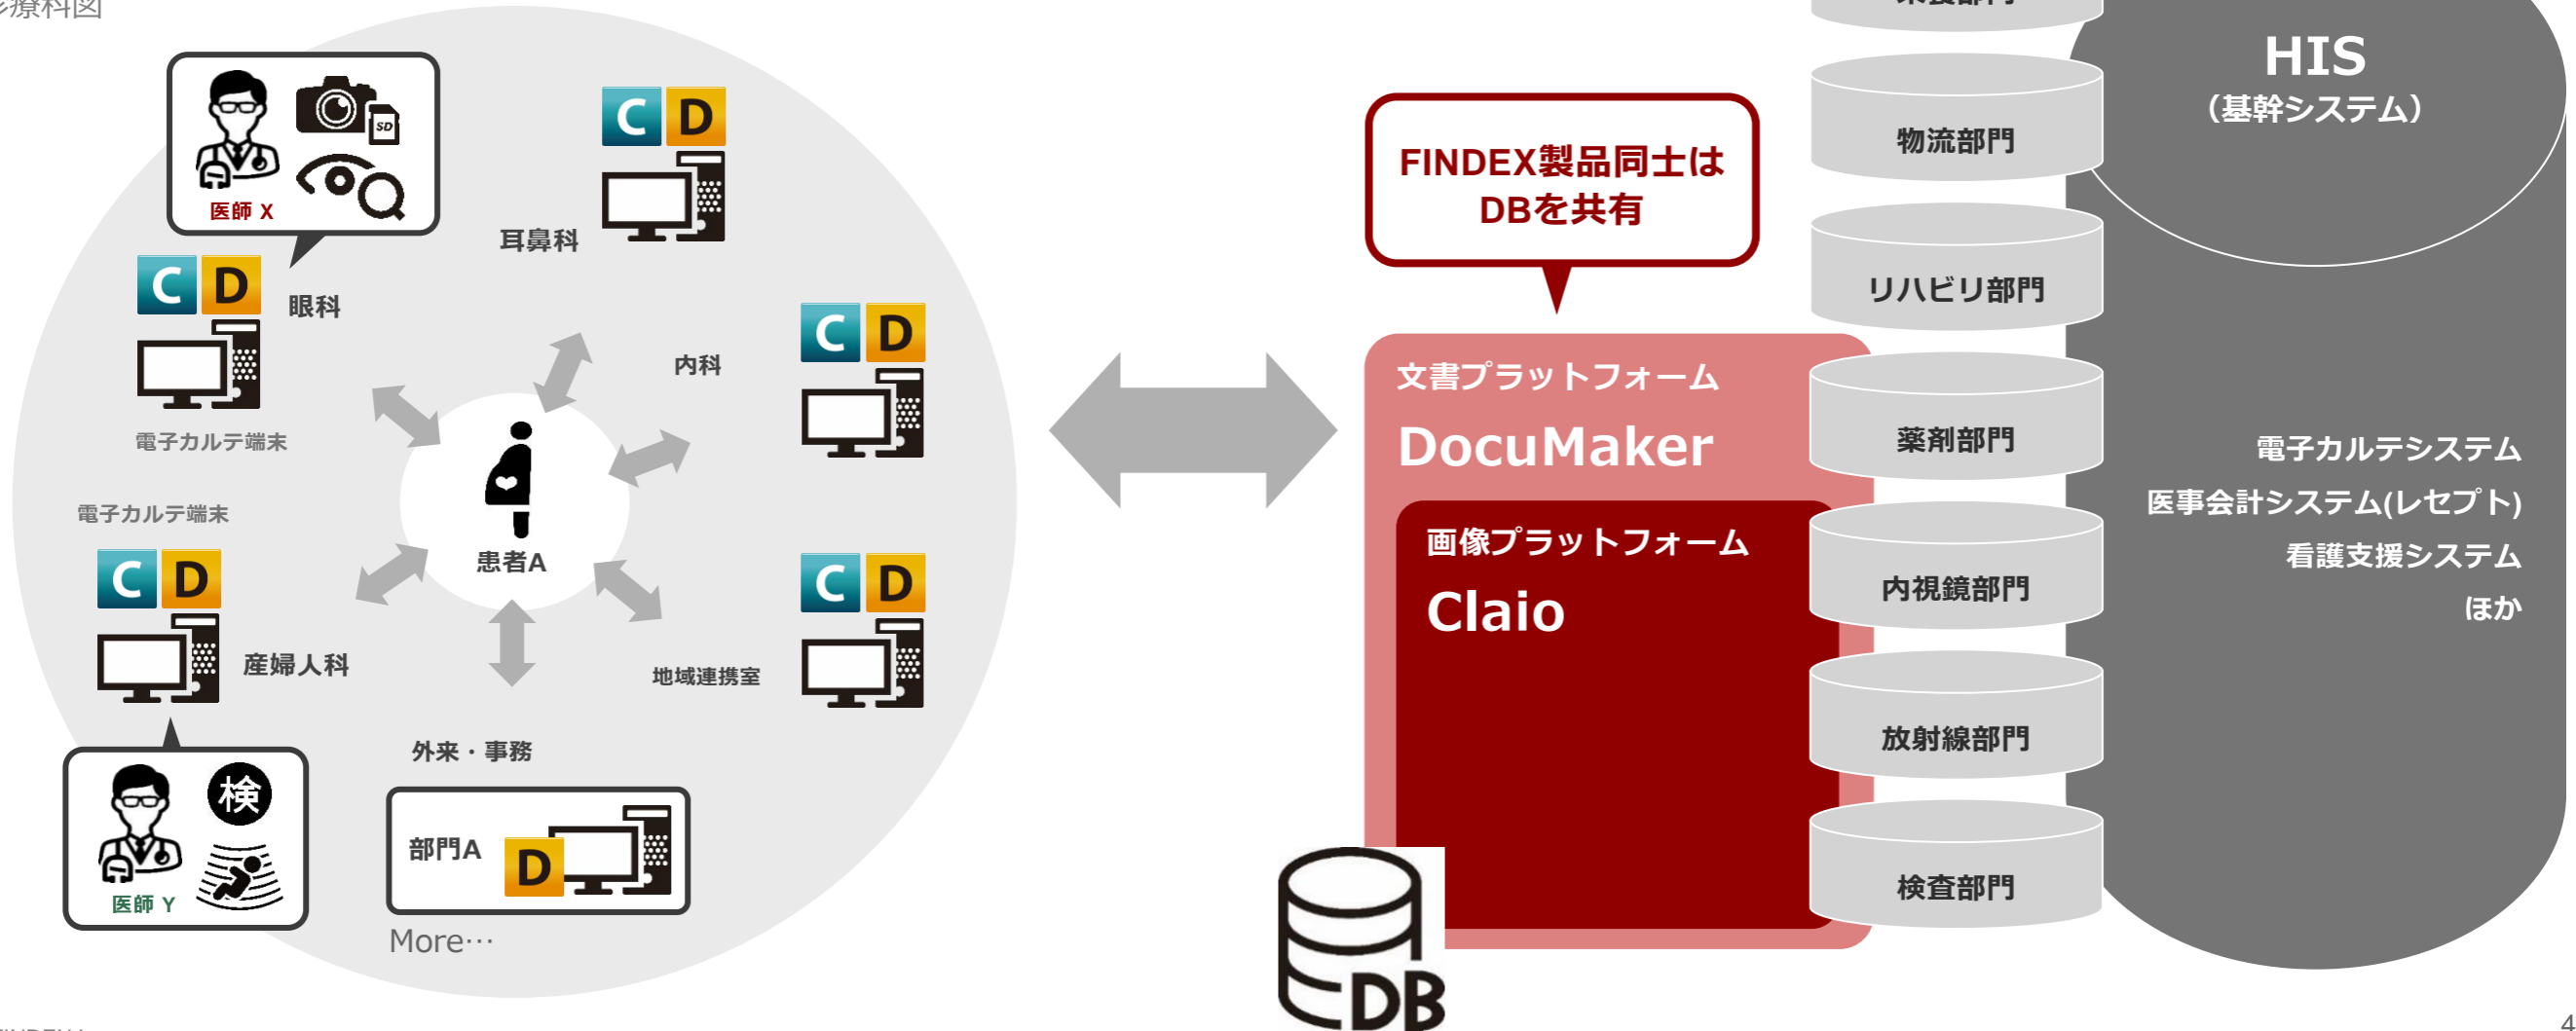 診療科図
医師 X
SD
C D
眼科
電子カルテ端末
C D
耳鼻科
C D
内科
患者A
電子カルテ端末
C D
産婦人科
検
医師 Y
C D
地域連携室
外来・事務
部門A
D
More…
FINDEX製品同士は
DBを共有
文書プラットフォーム
DocuMaker
画像プラットフォーム
Claio
DB
物流部門
リハビリ部門
薬剤部門
内視鏡部門
放射線部門
検査部門
HIS
（基幹システム）
電子カルテシステム
医事会計システム(レセプト)
看護支援システム
ほか
4